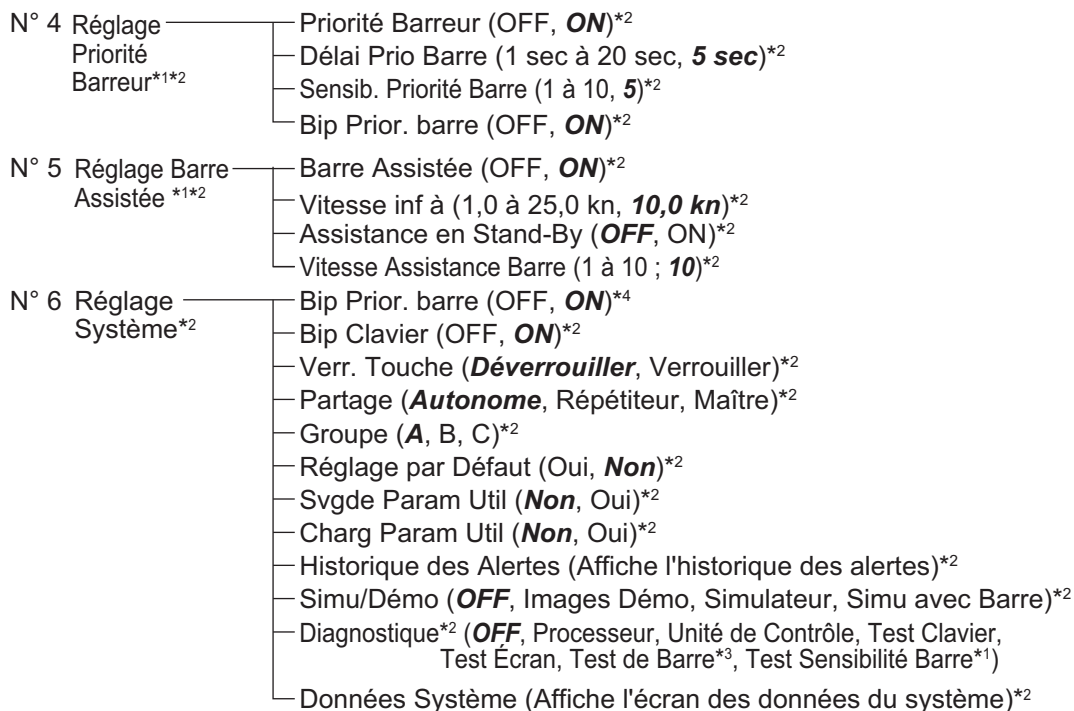 N° 4 Réglage Priorité Barreur*1*2
Priorité Barreur (OFF, ON)*2
Délai Prio Barre (1 sec à 20 sec, 5 sec)*2
Sensib. Priorité Barre (1 à 10, 5)*2
Bip Prior. barre (OFF, ON)*2
N° 5 Réglage Barre Assistée *1*2
Barre Assistée (OFF, ON)*2
Vitesse inf à (1,0 à 25,0 kn, 10,0 kn)*2
Assistance en Stand-By (OFF, ON)*2
Vitesse Assistance Barre (1 à 10 ; 10)*2
N° 6 Réglage Système*2
Bip Prior. barre (OFF, ON)*4
Bip Clavier (OFF, ON)*2
Verr. Touche (Déverrouiller, Verrouiller)*2
Partage (Autonome, Répétiteur, Maître)*2
Groupe (A, B, C)*2
Réglage par Défaut (Oui, Non)*2
Svgde Param Util (Non, Oui)*2
Charg Param Util (Non, Oui)*2
Historique des Alertes (Affiche l'historique des alertes)*2
Simu/Démo (OFF, Images Démo, Simulateur, Simu avec Barre)*2
Diagnostique*2 (OFF, Processeur, Unité de Contrôle, Test Clavier,
Test Écran, Test de Barre*3, Test Sensibilité Barre*1)
Données Système (Affiche l'écran des données du système)*2